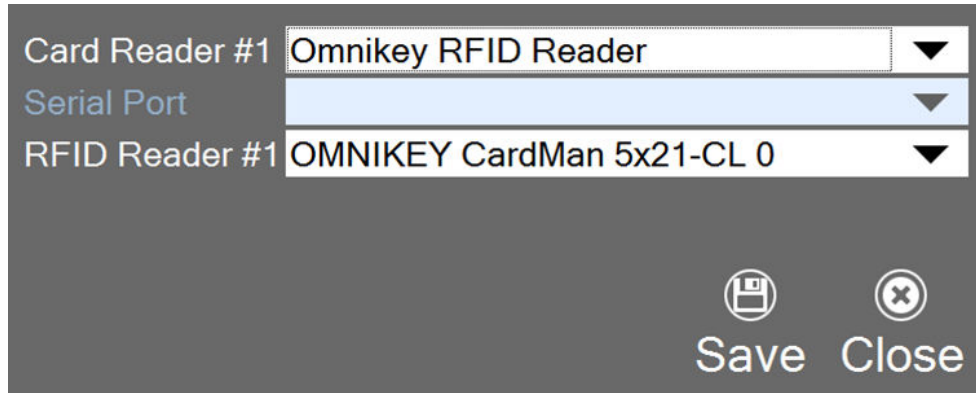 Card Reader #1 Omnikey RFID Reader
Serial Port
RFID Reader #1 OMNIKEY CardMan 5x21-CL 0
Save Close